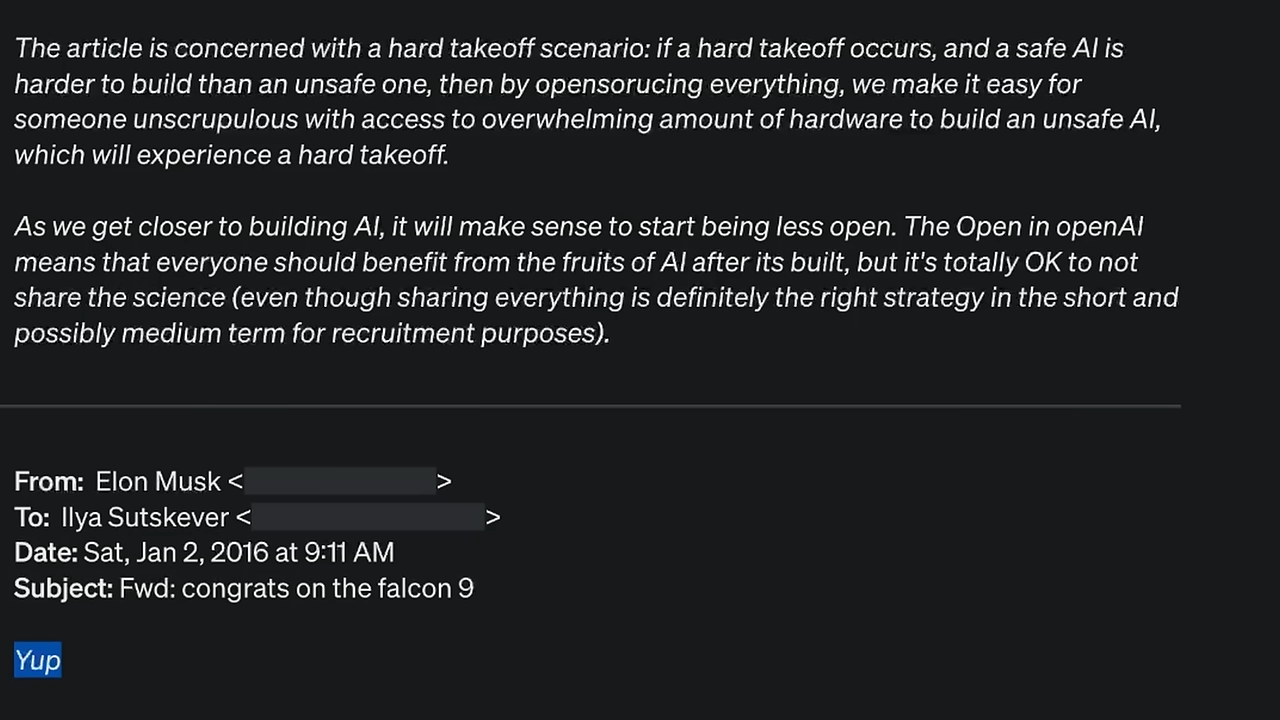 The article is concerned with a hard takeoff scenario: if a hard takeoff occurs, and a safe AI is
harder to build than an unsafe one, then by opensorucing everything, we make it easy for
someone unscrupulous with access to overwhelming amount of hardware to build an unsafe AI,
which will experience a hard takeoff.
As we get closer to building AI, it will make sense to start being less open. The Open in openAI
means that everyone should benefit from the fruits of AI after its built, but it's totally OK to not
share the science (even though sharing everything is definitely the right strategy in the short and
possibly medium term for recruitment purposes).
From: Elon Musk < >
To: Ilya Sutskever < >
Date: Sat, Jan 2, 2016 at 9:11 AM
Subject: Fwd: congrats on the falcon 9
Yup